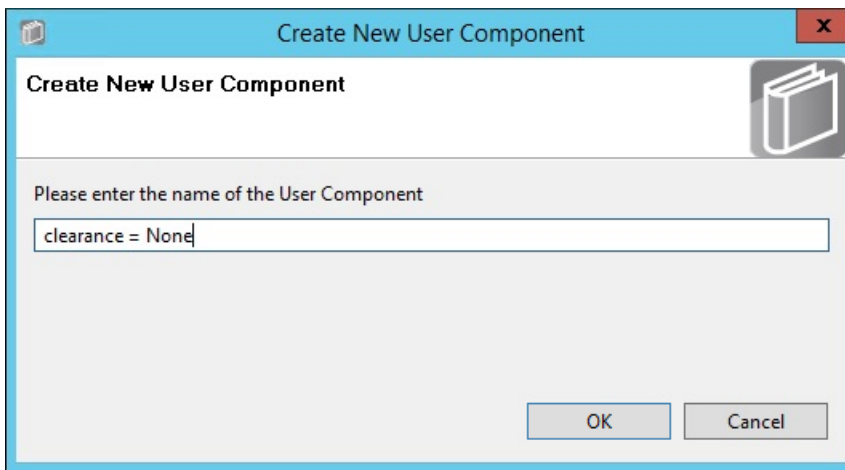 Create New User Component
X
Create New User Component
Please enter the name of the User Component
clearance = None
OK
Cancel